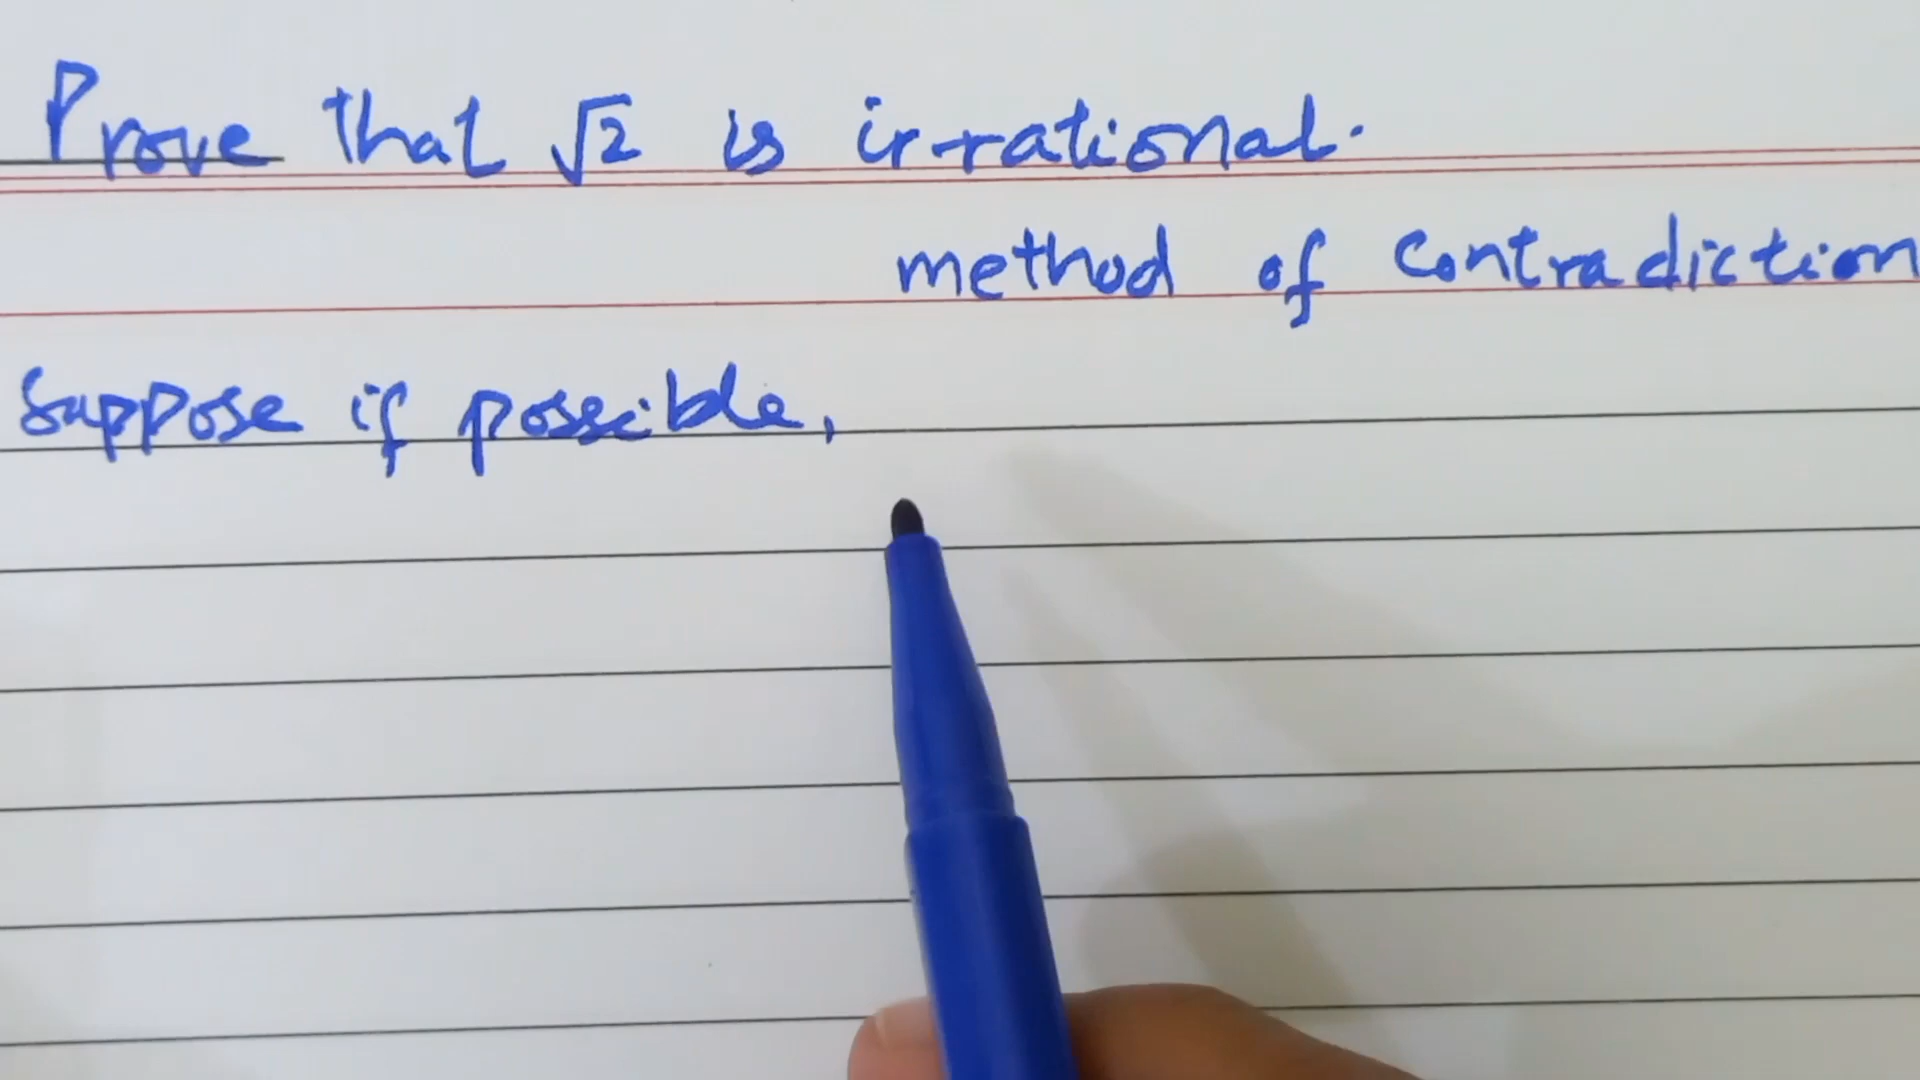 Prove that √2 is irrational.
method of contradiction
Suppose if possible,